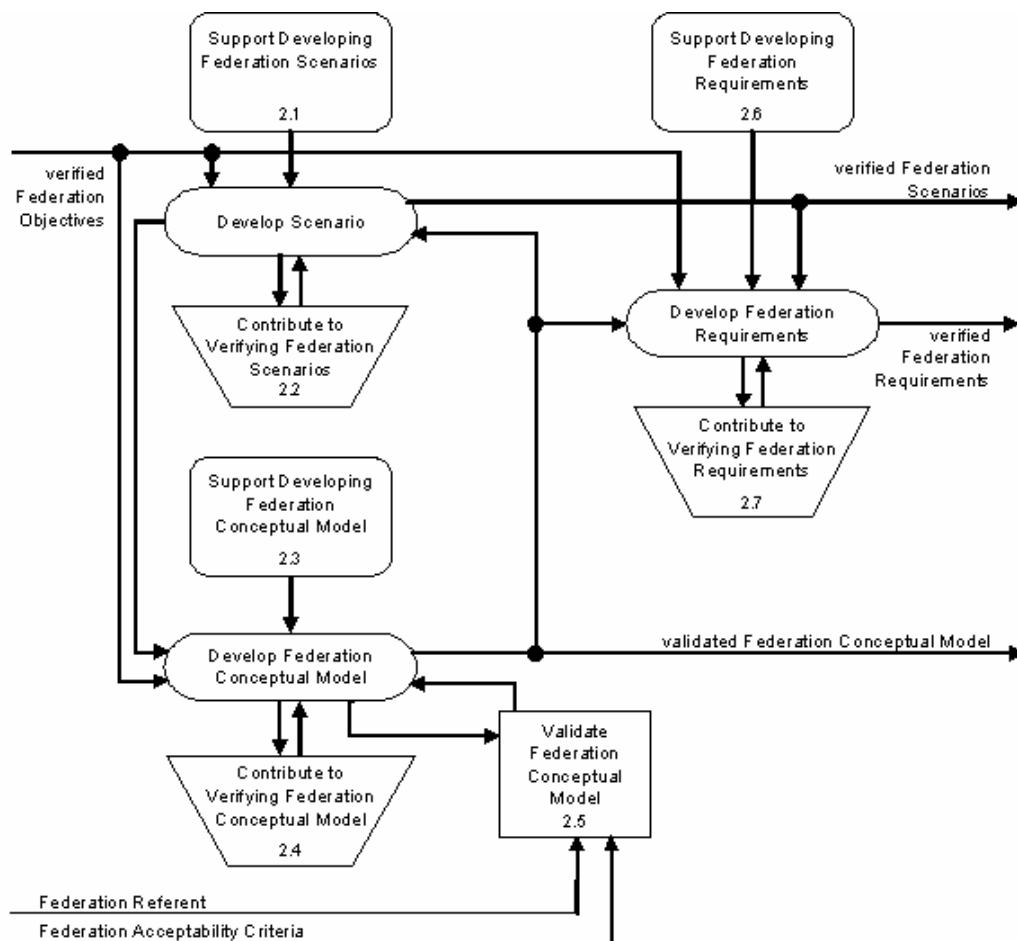 Support Developing
Federation Scenarios
2.1
Support Developing
Federation
Requirements
2.6
verified
Federation
Objectives
verified Federation
Scenarios
Develop Scenario
Contribute to
Verifying Federation
Scenarios
2.2
Develop Federation
Requirements
verified
Federation
Requirements
Contribute to
Verifying Federation
Requirements
2.7
Support Developing
Federation
Conceptual Model
2.3
Develop Federation
Conceptual Model
validated Federation Conceptual Model
Validate
Federation
Conceptual
Model
2.5
Contribute to
Verifying Federation
Conceptual Model
2.4
Federation Referent
Federation Acceptability Criteria